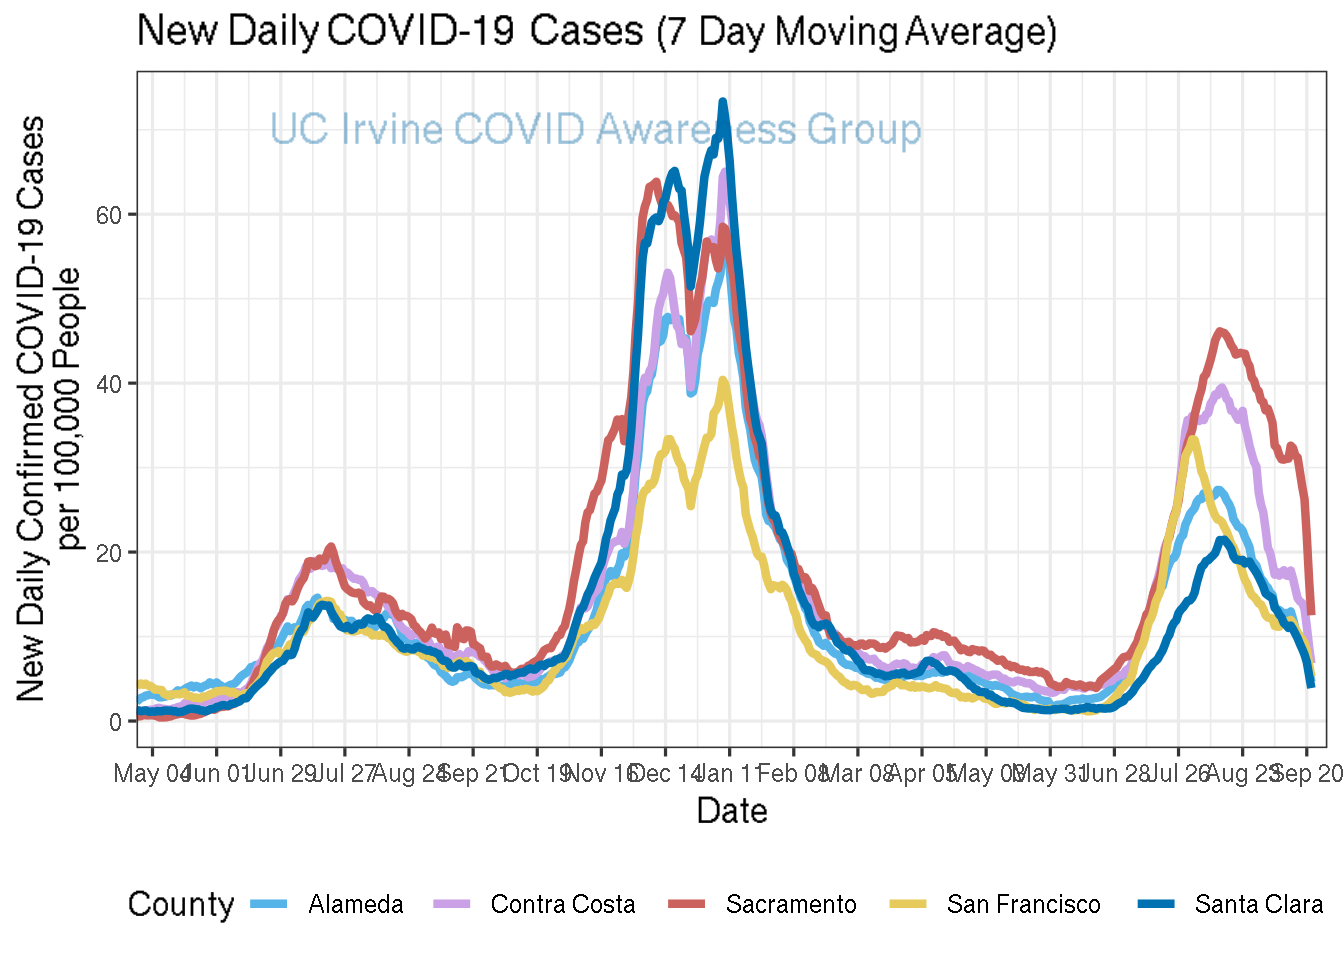 New Daily COVID-19 Cases (7 Day Moving Average)
UC Irvine COVID Awareness Group
New Daily Confirmed COVID-19 Cases
per 100,000 People
60
40
20
0
May 04 Jun 01 Jun 29 Jul 27 Aug 24 Sep 21 Oct 19 Nov 16 Dec 14 Jan 11 Feb 08 Mar 08 Apr 05 May 03 May 31 Jun 28 Jul 26 Aug 23 Sep 20
Date
County Alameda Contra Costa Sacramento San Francisco Santa Clara